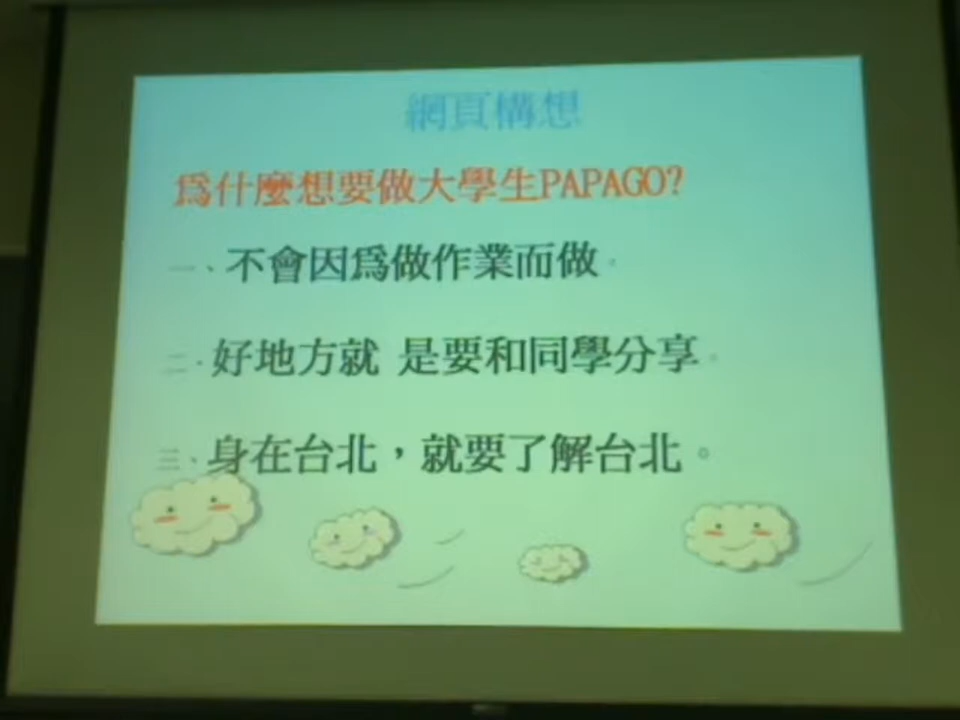 網頁構想
爲什麼想要做大學生PAPAGO?
一、不會因爲做作業而做。
二、好地方就 是要和同學分享。
三、身在台北，就要了解台北。